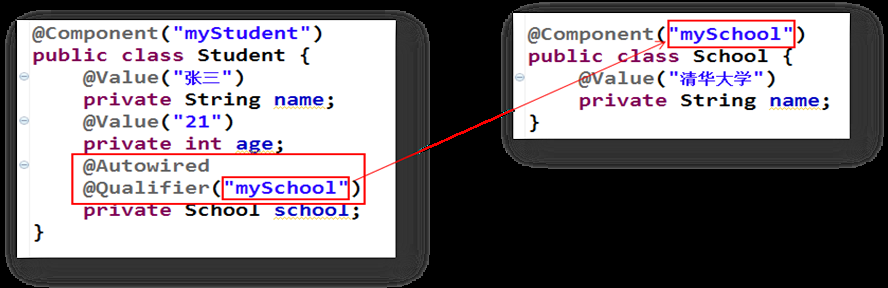 @Component("myStudent")
public class Student {
@Value("张三")
private String name;
@Value("21")
private int age;
@Autowired
@Qualifier("mySchool")
private School school;
}
@Component("mySchool")
public class School {
@Value("清华大学")
private String name;
}